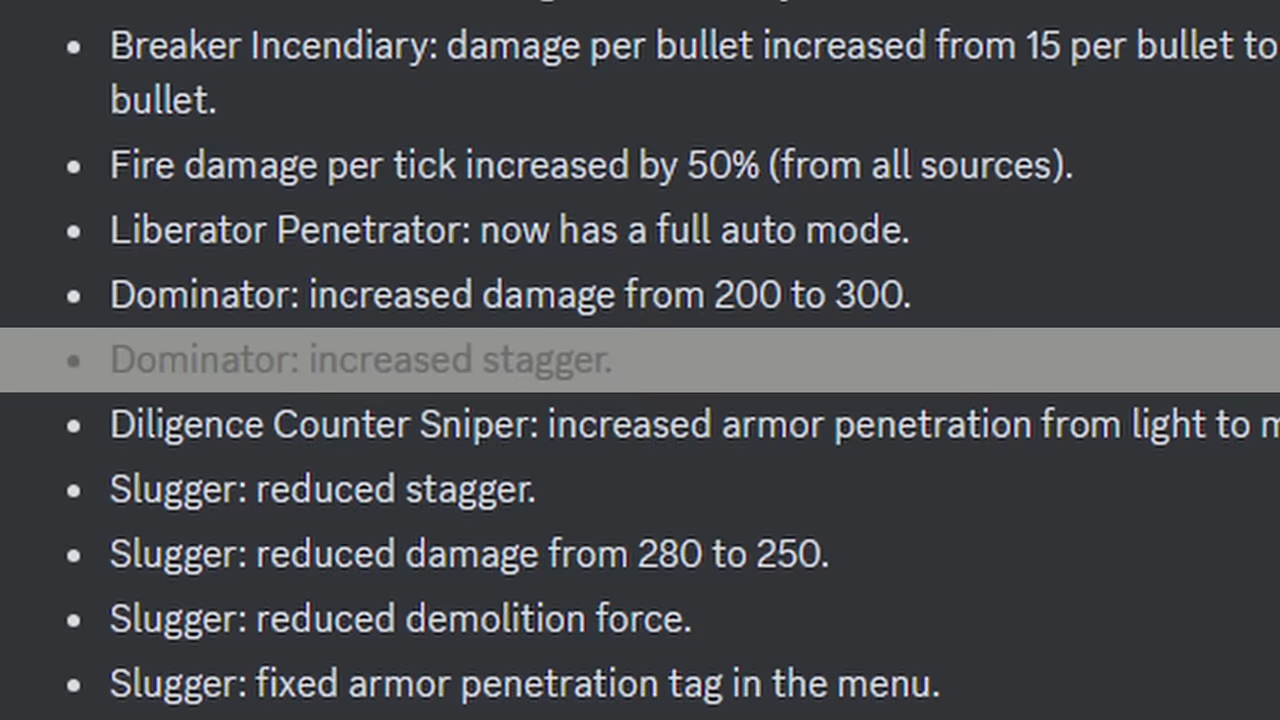 • Breaker Incendiary: damage per bullet increased from 15 per bullet to
bullet.
• Fire damage per tick increased by 50% (from all sources).
• Liberator Penetrator: now has a full auto mode.
• Dominator: increased damage from 200 to 300.
• Dominator: increased stagger.
• Diligence Counter Sniper: increased armor penetration from light to
• Slugger: reduced stagger.
• Slugger: reduced damage from 280 to 250.
• Slugger: reduced demolition force.
• Slugger: fixed armor penetration tag in the menu.